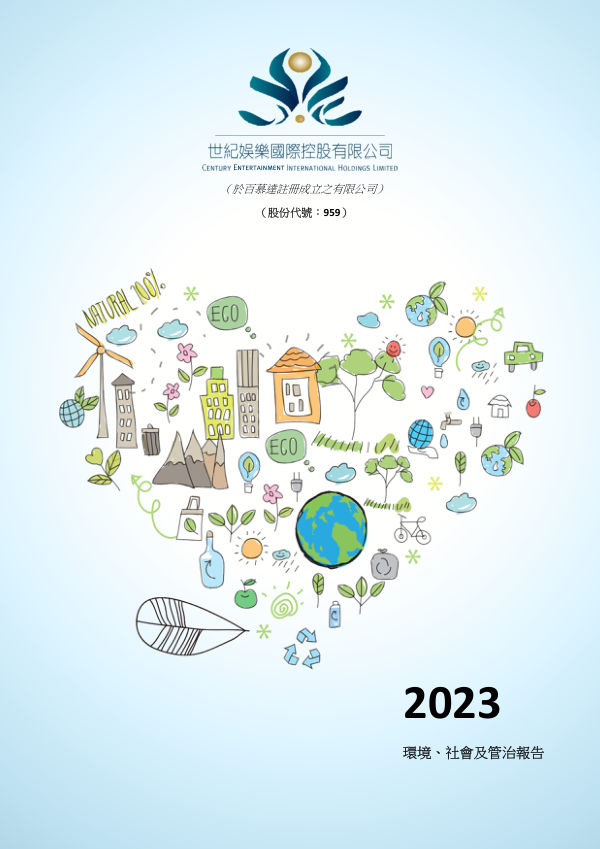 世紀娛樂國際控股有限公司
CENTURY ENTERTAINMENT INTERNATIONAL HOLDINGS LIMITED
（於百慕達註冊成立之有限公司）
（股份代號：959）
NATURAL 100%
ECO
ECO
2023
環境、社會及管治報告